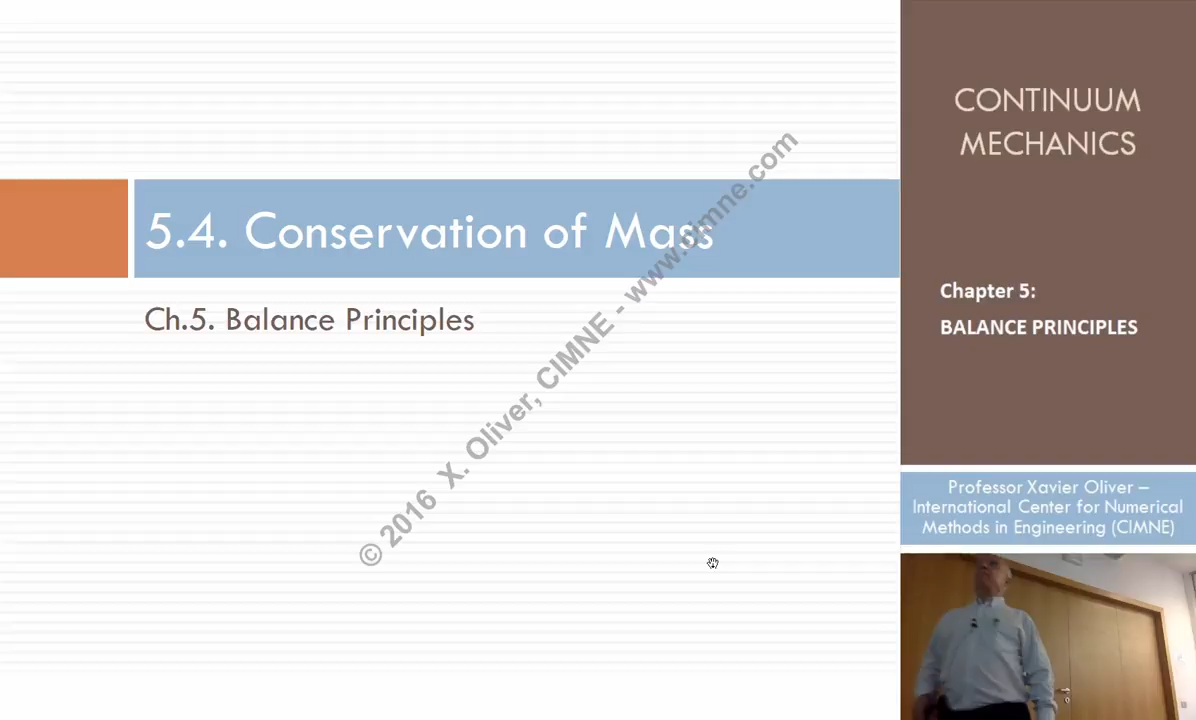 5.4. Conservation of Mass
Ch.5. Balance Principles
© 2016 X. Oliver, CIMNE - www.cimne.com
CONTINUUM
MECHANICS
Chapter 5:
BALANCE PRINCIPLES
Professor Xavier Oliver –
International Center for Numerical
Methods in Engineering (CIMNE)